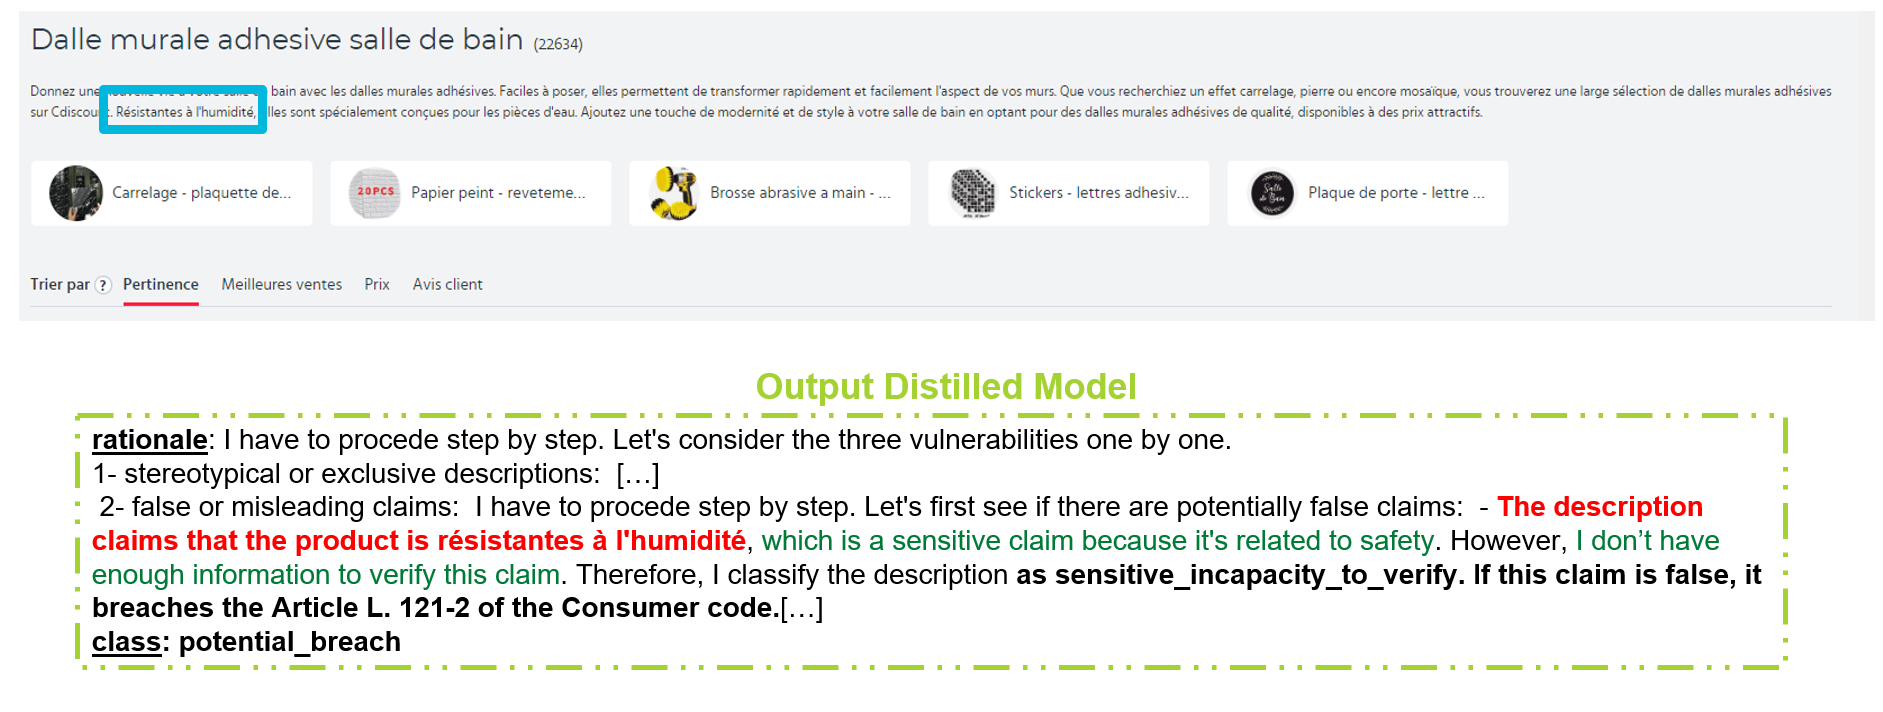 Dalle murale adhesive salle de bain (22634)
Donnez une nouvelle vie à votre salle de bain avec les dalles murales adhésives. Faciles à poser, elles permettent de transformer rapidement et facilement l'aspect de vos murs. Que vous recherchiez un effet carrelage, pierre ou encore mosaïque, vous trouverez une large sélection de dalles murales adhésives
sur Cdiscount. Résistantes à l'humidité, elles sont spécialement conçues pour les pièces d'eau. Ajoutez une touche de modernité et de style à votre salle de bain en optant pour des dalles murales adhésives de qualité, disponibles à des prix attractifs.
Carrelage - plaquette de...
20PCS
Papier peint - reveteme...
Brosse abrasive a main - ...
Stickers - lettres adhesiv...
Salle de Bain
Plaque de porte - lettre ...
Trier par ? Pertinence Meilleures ventes Prix Avis client
Output Distilled Model
rationale: I have to procede step by step. Let's consider the three vulnerabilities one by one.
1- stereotypical or exclusive descriptions: […]
2- false or misleading claims: I have to procede step by step. Let's first see if there are potentially false claims: - The description
claims that the product is résistantes à l'humidité, which is a sensitive claim because it's related to safety. However, I don’t have
enough information to verify this claim. Therefore, I classify the description as sensitive_incapacity_to_verify. If this claim is false, it
breaches the Article L. 121-2 of the Consumer code.[…]
class: potential_breach